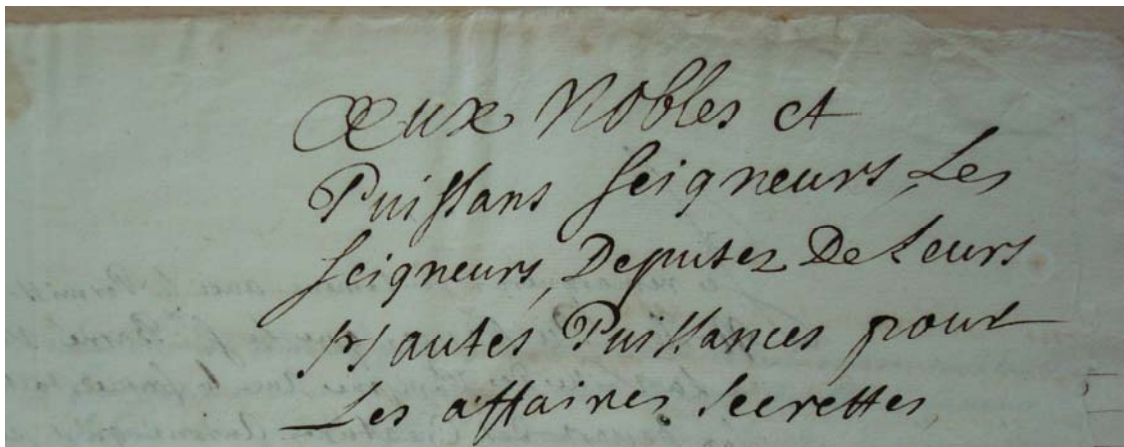 Aux Nobles et
Puissans Seigneurs, Les
Seigneurs, Deputez De Leurs
Hautes Puissances pour
Les affaires secrettes